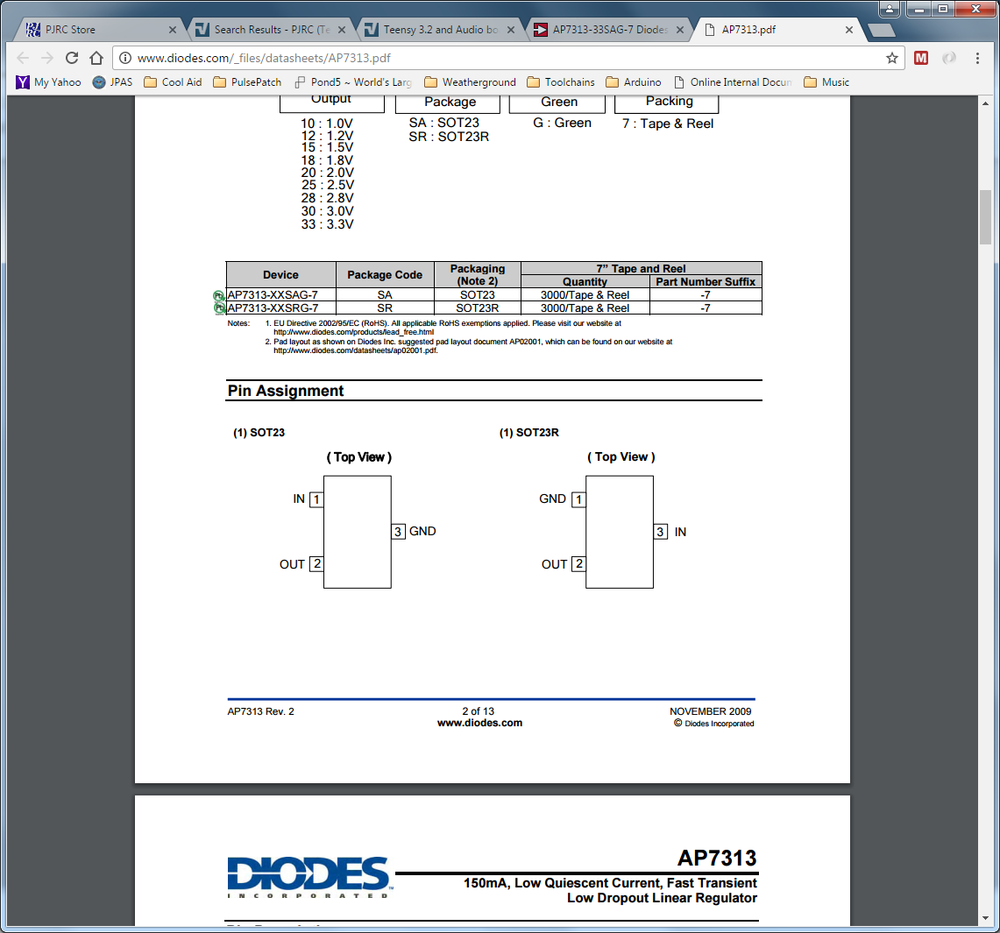 PJRC Store
Search Results - PJRC (Te
Teensy 3.2 and Audio bo
AP7313-33SAG-7 Diodes
AP7313.pdf
www.diodes.com/_files/datasheets/AP7313.pdf
M
My Yahoo
JPAS
Cool Aid
PulsePatch
Pond5 ~ World's Larg
Weatherground
Toolchains
Arduino
Online Internal Docun
Music
Output Package Green Packing
10 : 1.0V
12 : 1.2V
15 : 1.5V
18 : 1.8V
20 : 2.0V
25 : 2.5V
28 : 2.8V
30 : 3.0V
33 : 3.3V
SA : SOT23
SR : SOT23R
G : Green
7 : Tape & Reel
Device Package Code Packaging (Note 2) 7” Tape and Reel
Quantity Part Number Suffix
Pb AP7313-XXSAG-7 SA SOT23 3000/Tape & Reel -7
Pb AP7313-XXSRG-7 SR SOT23R 3000/Tape & Reel -7
Notes: 1. EU Directive 2002/95/EC (RoHS). All applicable RoHS exemptions applied. Please visit our website at
http://www.diodes.com/products/lead_free.html
2. Pad layout as shown on Diodes Inc. suggested pad layout document AP02001, which can be found on our website at
http://www.diodes.com/datasheets/ap02001.pdf.
Pin Assignment
(1) SOT23
( Top View )
IN 1
3 GND
OUT 2
(1) SOT23R
( Top View )
GND 1
3 IN
OUT 2
AP7313 Rev. 2 2 of 13 NOVEMBER 2009
www.diodes.com © Diodes Incorporated
DIODES™
INCORPORATED
AP7313
150mA, Low Quiescent Current, Fast Transient
Low Dropout Linear Regulator